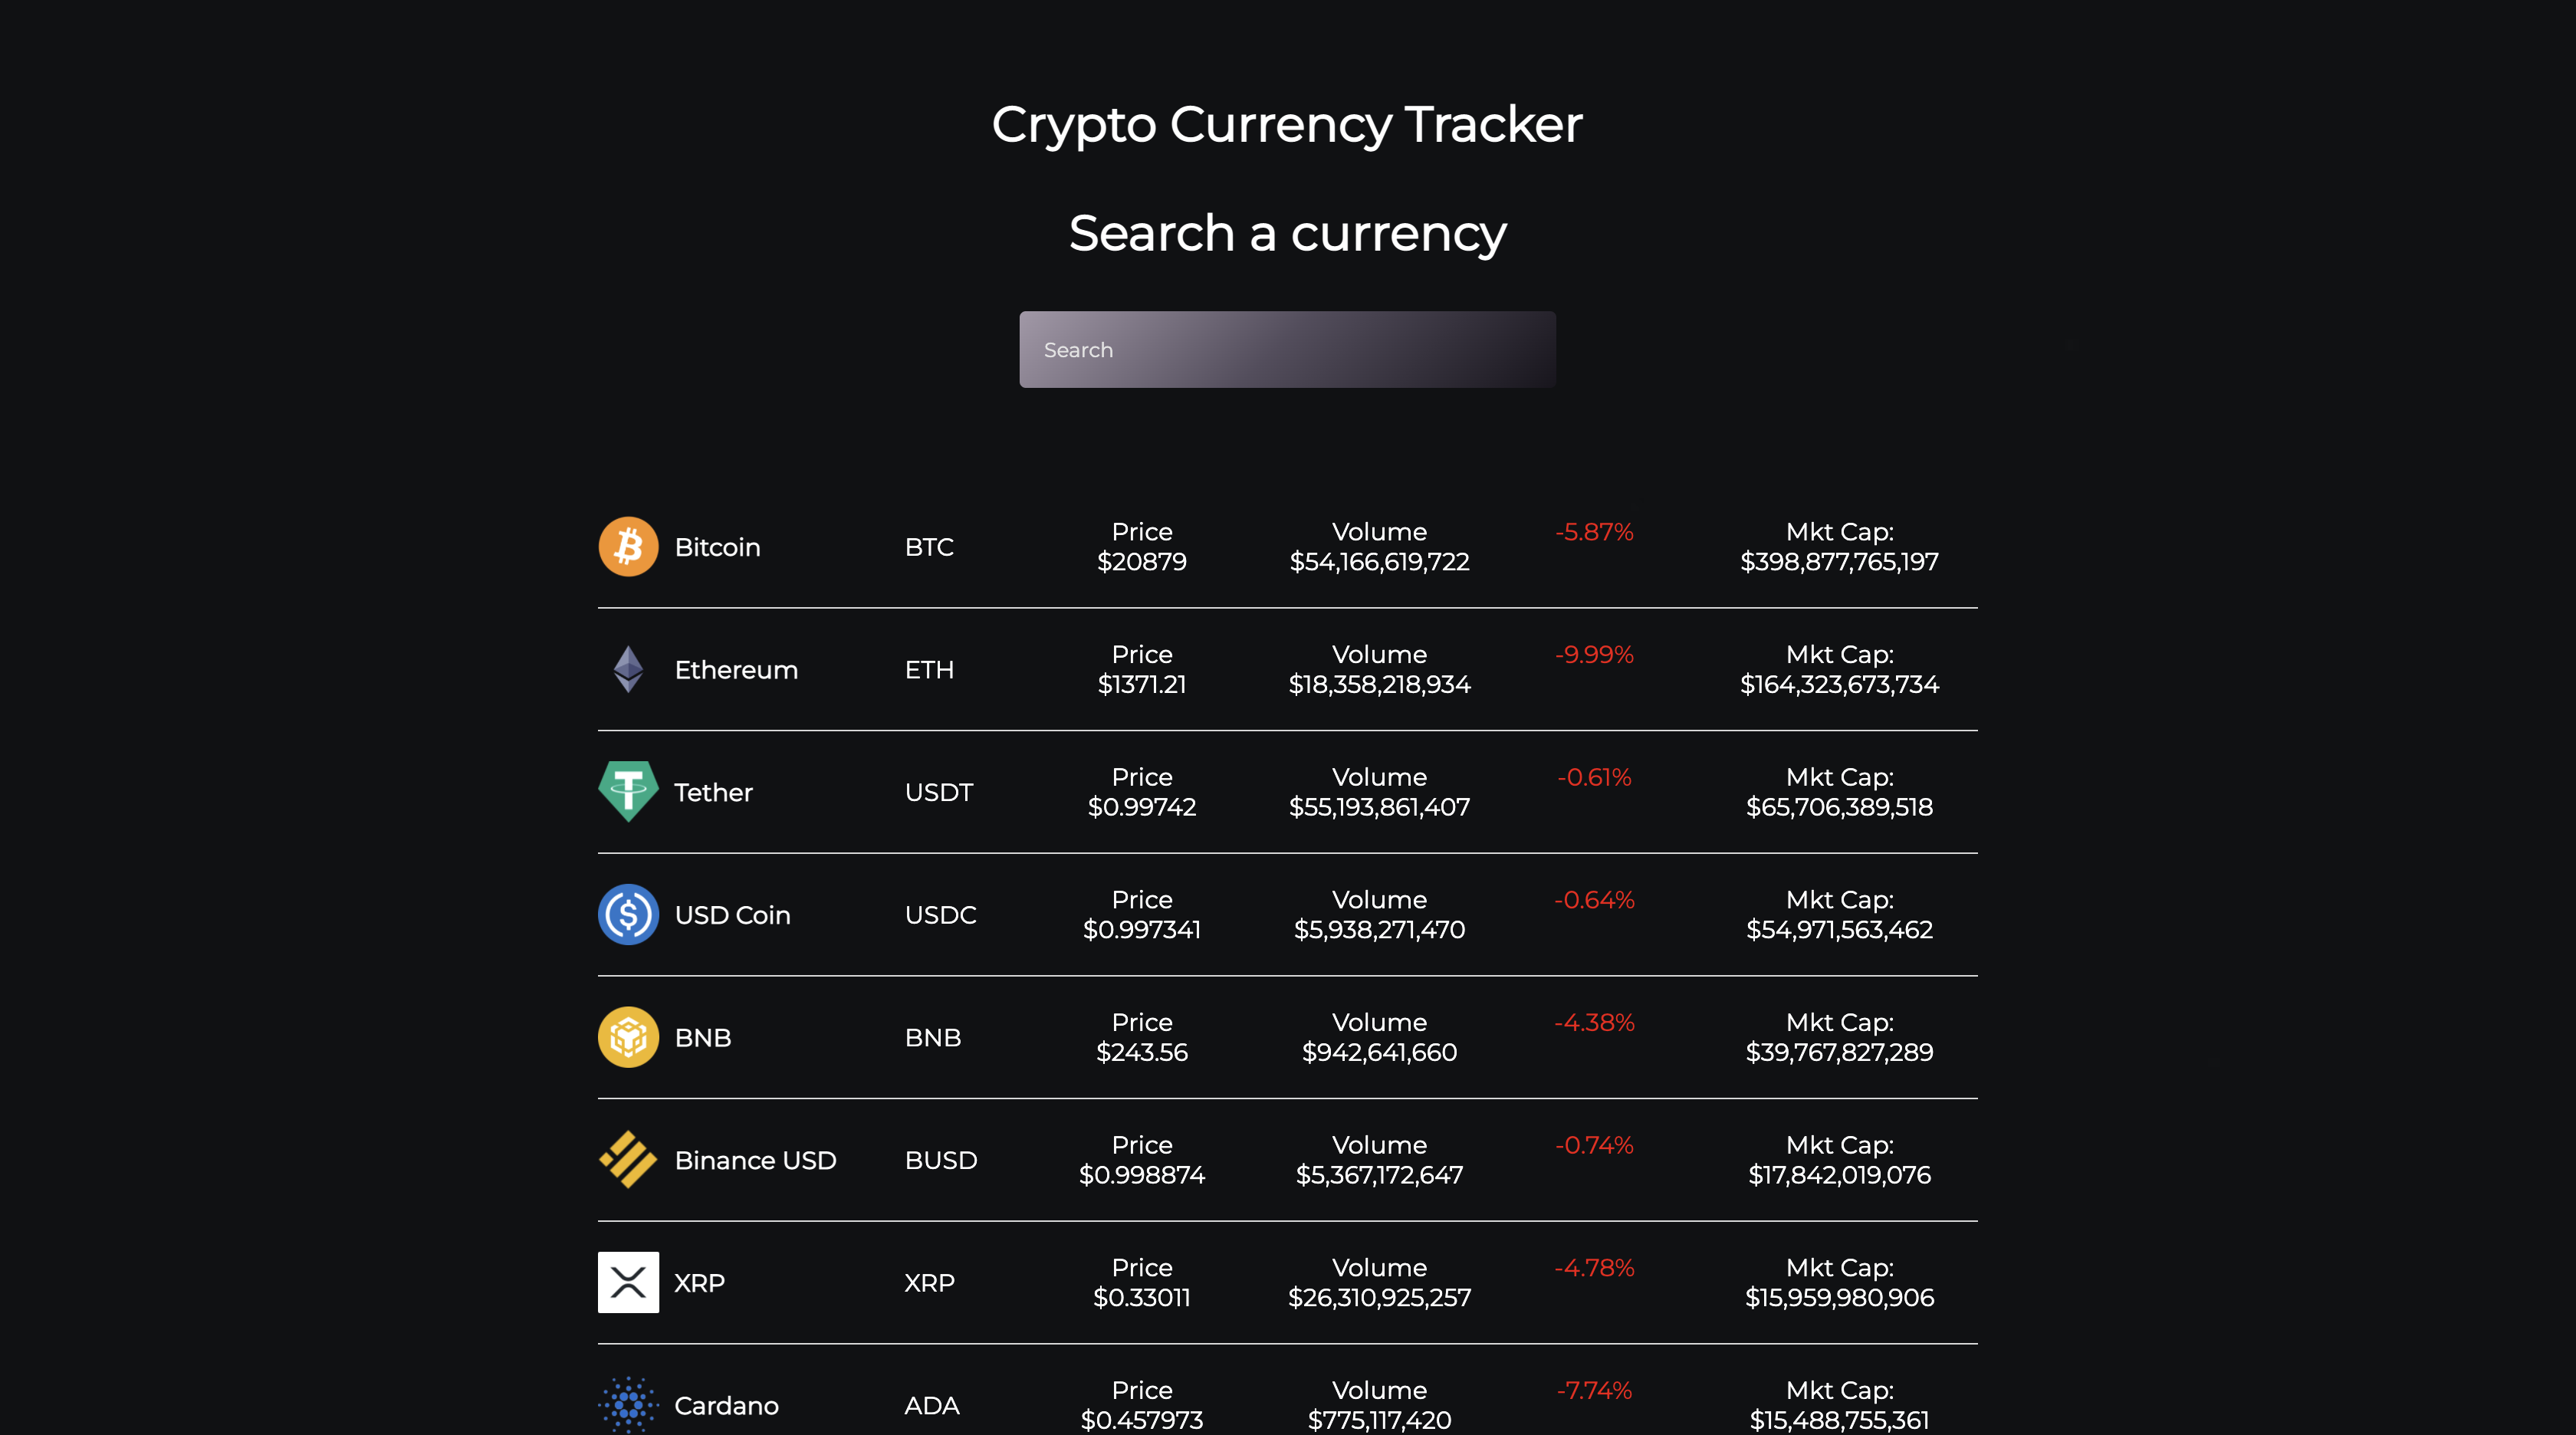 Crypto Currency Tracker
Search a currency
Search
Bitcoin BTC Price $20879 Volume $54,166,619,722 -5.87% Mkt Cap: $398,877,765,197
Ethereum ETH Price $1371.21 Volume $18,358,218,934 -9.99% Mkt Cap: $164,323,673,734
Tether USDT Price $0.99742 Volume $55,193,861,407 -0.61% Mkt Cap: $65,706,389,518
USD Coin USDC Price $0.997341 Volume $5,938,271,470 -0.64% Mkt Cap: $54,971,563,462
BNB BNB Price $243.56 Volume $942,641,660 -4.38% Mkt Cap: $39,767,827,289
Binance USD BUSD Price $0.998874 Volume $5,367,172,647 -0.74% Mkt Cap: $17,842,019,076
XRP XRP Price $0.33011 Volume $26,310,925,257 -4.78% Mkt Cap: $15,959,980,906
Cardano ADA Price $0.457973 Volume $775,117,420 -7.74% Mkt Cap: $15,488,755,361